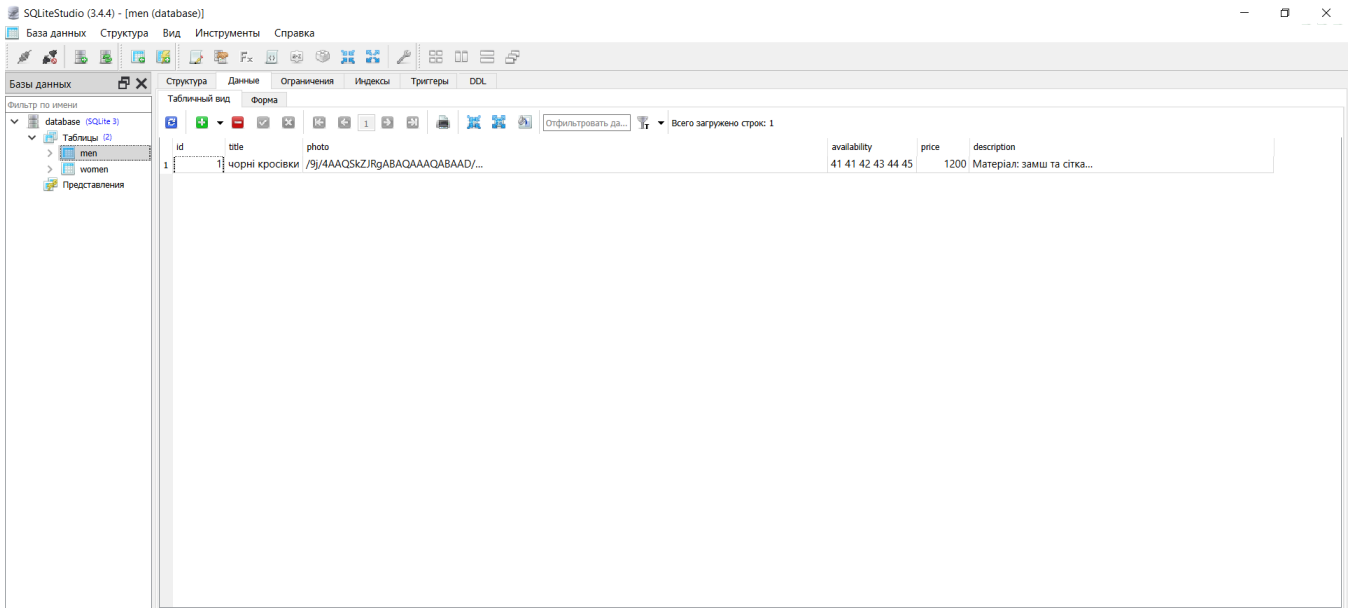 SQLiteStudio (3.4.4) - [men (database)]
База данных Структура Вид Инструменты Справка
Базы данных
Фильтр по имени
database (SQLite 3)
Таблицы (2)
men
women
Представления
Структура Данные Ограничения Индексы Триггеры DDL
Табличный вид Форма
1 Отфильтровать да... Всего загружено строк: 1
id title photo availability price description
1 1 чорні кросівки /9j/4AAQSkZJRgABAQAAAQABAAD/... 41 41 42 43 44 45 1200 Матеріал: замш та сітка...